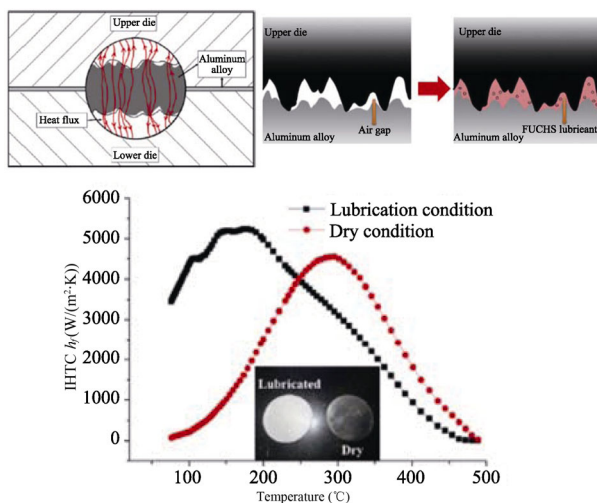 Upper die
Aluminum
alloy
Heat flux
Lower die
Upper die
Air gap
Aluminum alloy
Upper die
FUCHS lubrieant
Aluminum alloy
6000
5000
4000
3000
2000
1000
0
IHTC hf(W/(m²·K)
Lubrication condition
Dry condition
Lubricated
Dry
100
200
300
400
500
Temperature (℃)